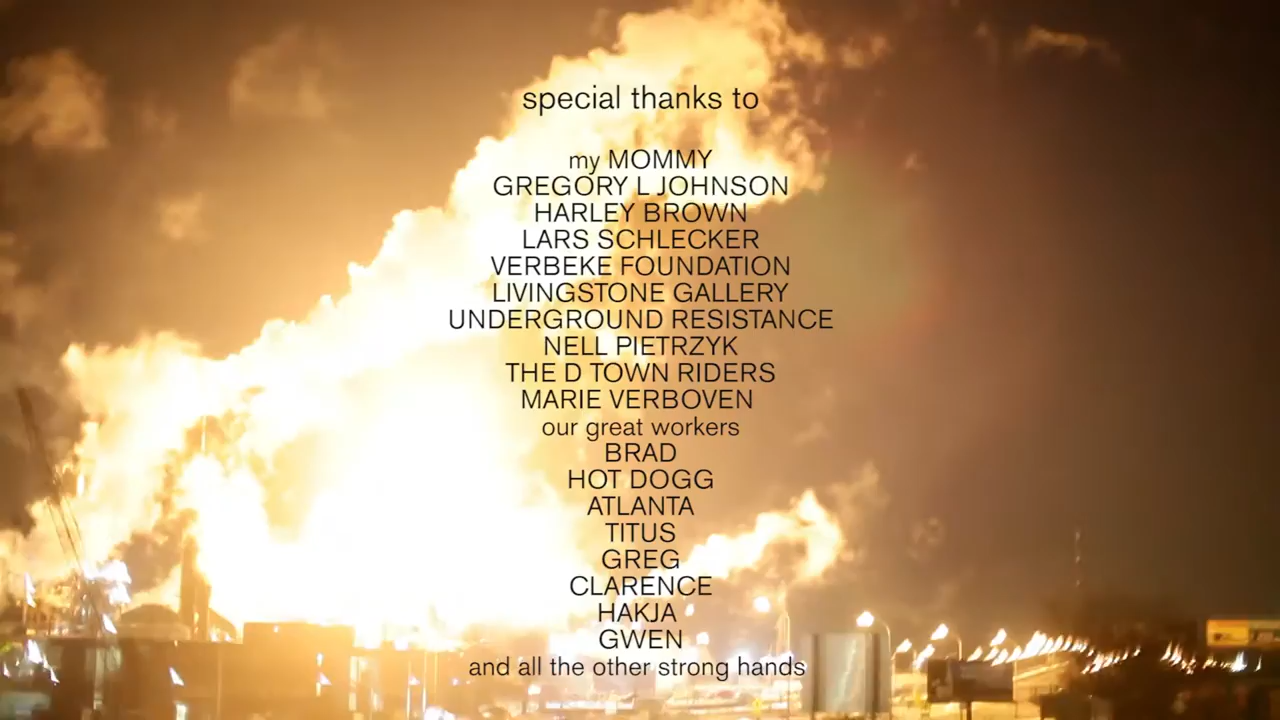 special thanks to
my MOMMY
GREGORY L JOHNSON
HARLEY BROWN
LARS SCHLECKER
VERBEKE FOUNDATION
LIVINGSTONE GALLERY
UNDERGROUND RESISTANCE
NELL PIETRZYK
THE D TOWN RIDERS
MARIE VERBOVEN
our great workers
BRAD
HOT DOGG
ATLANTA
TITUS
GREG
CLARENCE
HAKJA
GWEN
and all the other strong hands